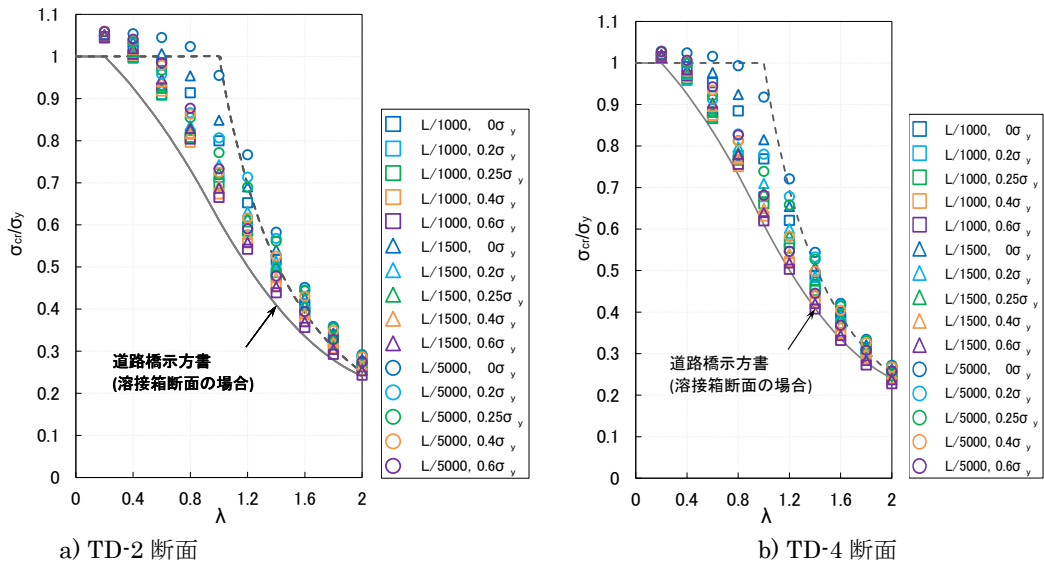 1.1
1
0.9
0.8
0.7
0.6
0.5
0.4
0.3
0.2
0.1
0
σcr/σy
0 0.4 0.8 1.2 1.6 2
λ
道路橋示方書
(溶接箱断面の場合)
L/1000, 0σy
L/1000, 0.2σy
L/1000, 0.25σy
L/1000, 0.4σy
L/1000, 0.6σy
L/1500, 0σy
L/1500, 0.2σy
L/1500, 0.25σy
L/1500, 0.4σy
L/1500, 0.6σy
L/5000, 0σy
L/5000, 0.2σy
L/5000, 0.25σy
L/5000, 0.4σy
L/5000, 0.6σy
a) TD-2 断面
1.1
1
0.9
0.8
0.7
0.6
0.5
0.4
0.3
0.2
0.1
0
σcr/σy
0 0.4 0.8 1.2 1.6 2
λ
道路橋示方書
(溶接箱断面の場合)
L/1000, 0σy
L/1000, 0.2σy
L/1000, 0.25σy
L/1000, 0.4σy
L/1000, 0.6σy
L/1500, 0σy
L/1500, 0.2σy
L/1500, 0.25σy
L/1500, 0.4σy
L/1500, 0.6σy
L/5000, 0σy
L/5000, 0.2σy
L/5000, 0.25σy
L/5000, 0.4σy
L/5000, 0.6σy
b) TD-4 断面